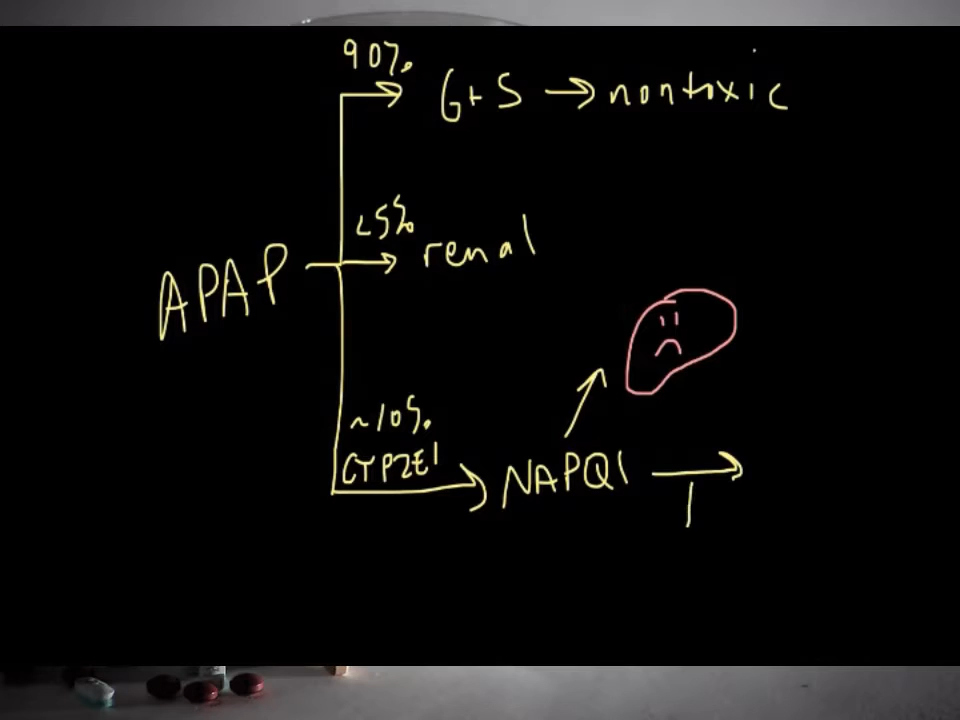 90%
G+S → nontoxic
<5%
APAP → renal
~10%
CYP2E1
NAPQI